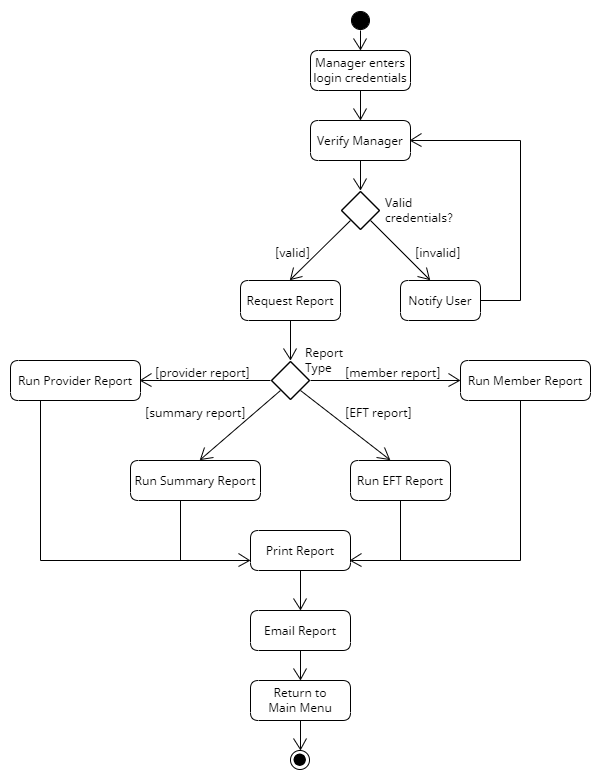 Manager enters
login credentials
Verify Manager
Valid
credentials?
[valid]
[invalid]
Request Report
Notify User
Report
Type
[provider report]
[member report]
Run Provider Report
Run Member Report
[summary report]
[EFT report]
Run Summary Report
Run EFT Report
Print Report
Email Report
Return to
Main Menu